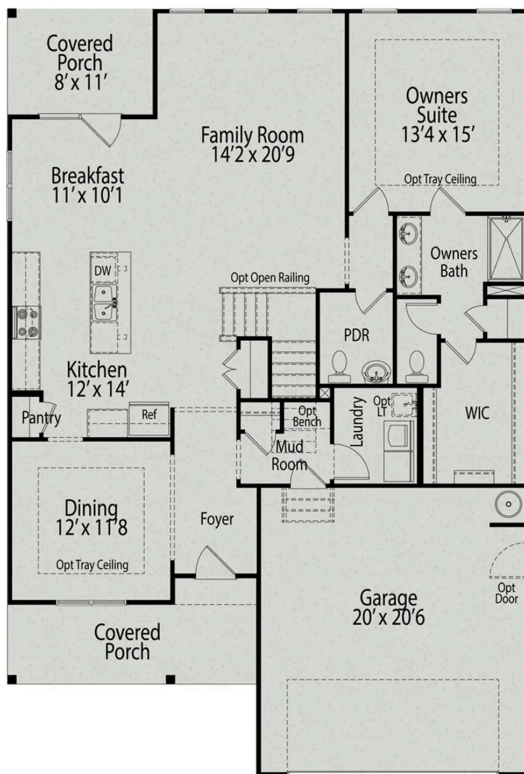 Covered
Porch
8' x 11'
Family Room
14'2 x 20'9
Owners
Suite
13'4 x 15'
Opt Tray Ceiling
Breakfast
11' x 10'1
Owners
Bath
DW
Opt Open Railing
PDR
Kitchen
12' x 14'
Pantry
Ref
Opt
Bench
Mud
Room
Laundry
Opt
LT
WIC
Dining
12' x 11'8
Opt Tray Ceiling
Foyer
Garage
20' x 20'6
Opt
Door
Covered
Porch